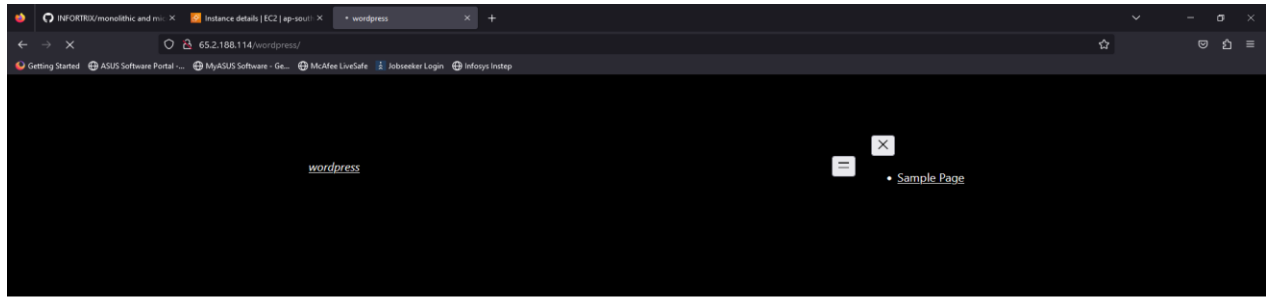 INFORTRIX/monolithic and mic
Instance details | EC2 | ap-south
wordpress
65.2.188.114/wordpress/
Getting Started ASUS Software Portal -... MyASUS Software - Ge... McAfee LiveSafe Jobseeker Login Infosys Instep
wordpress
Sample Page